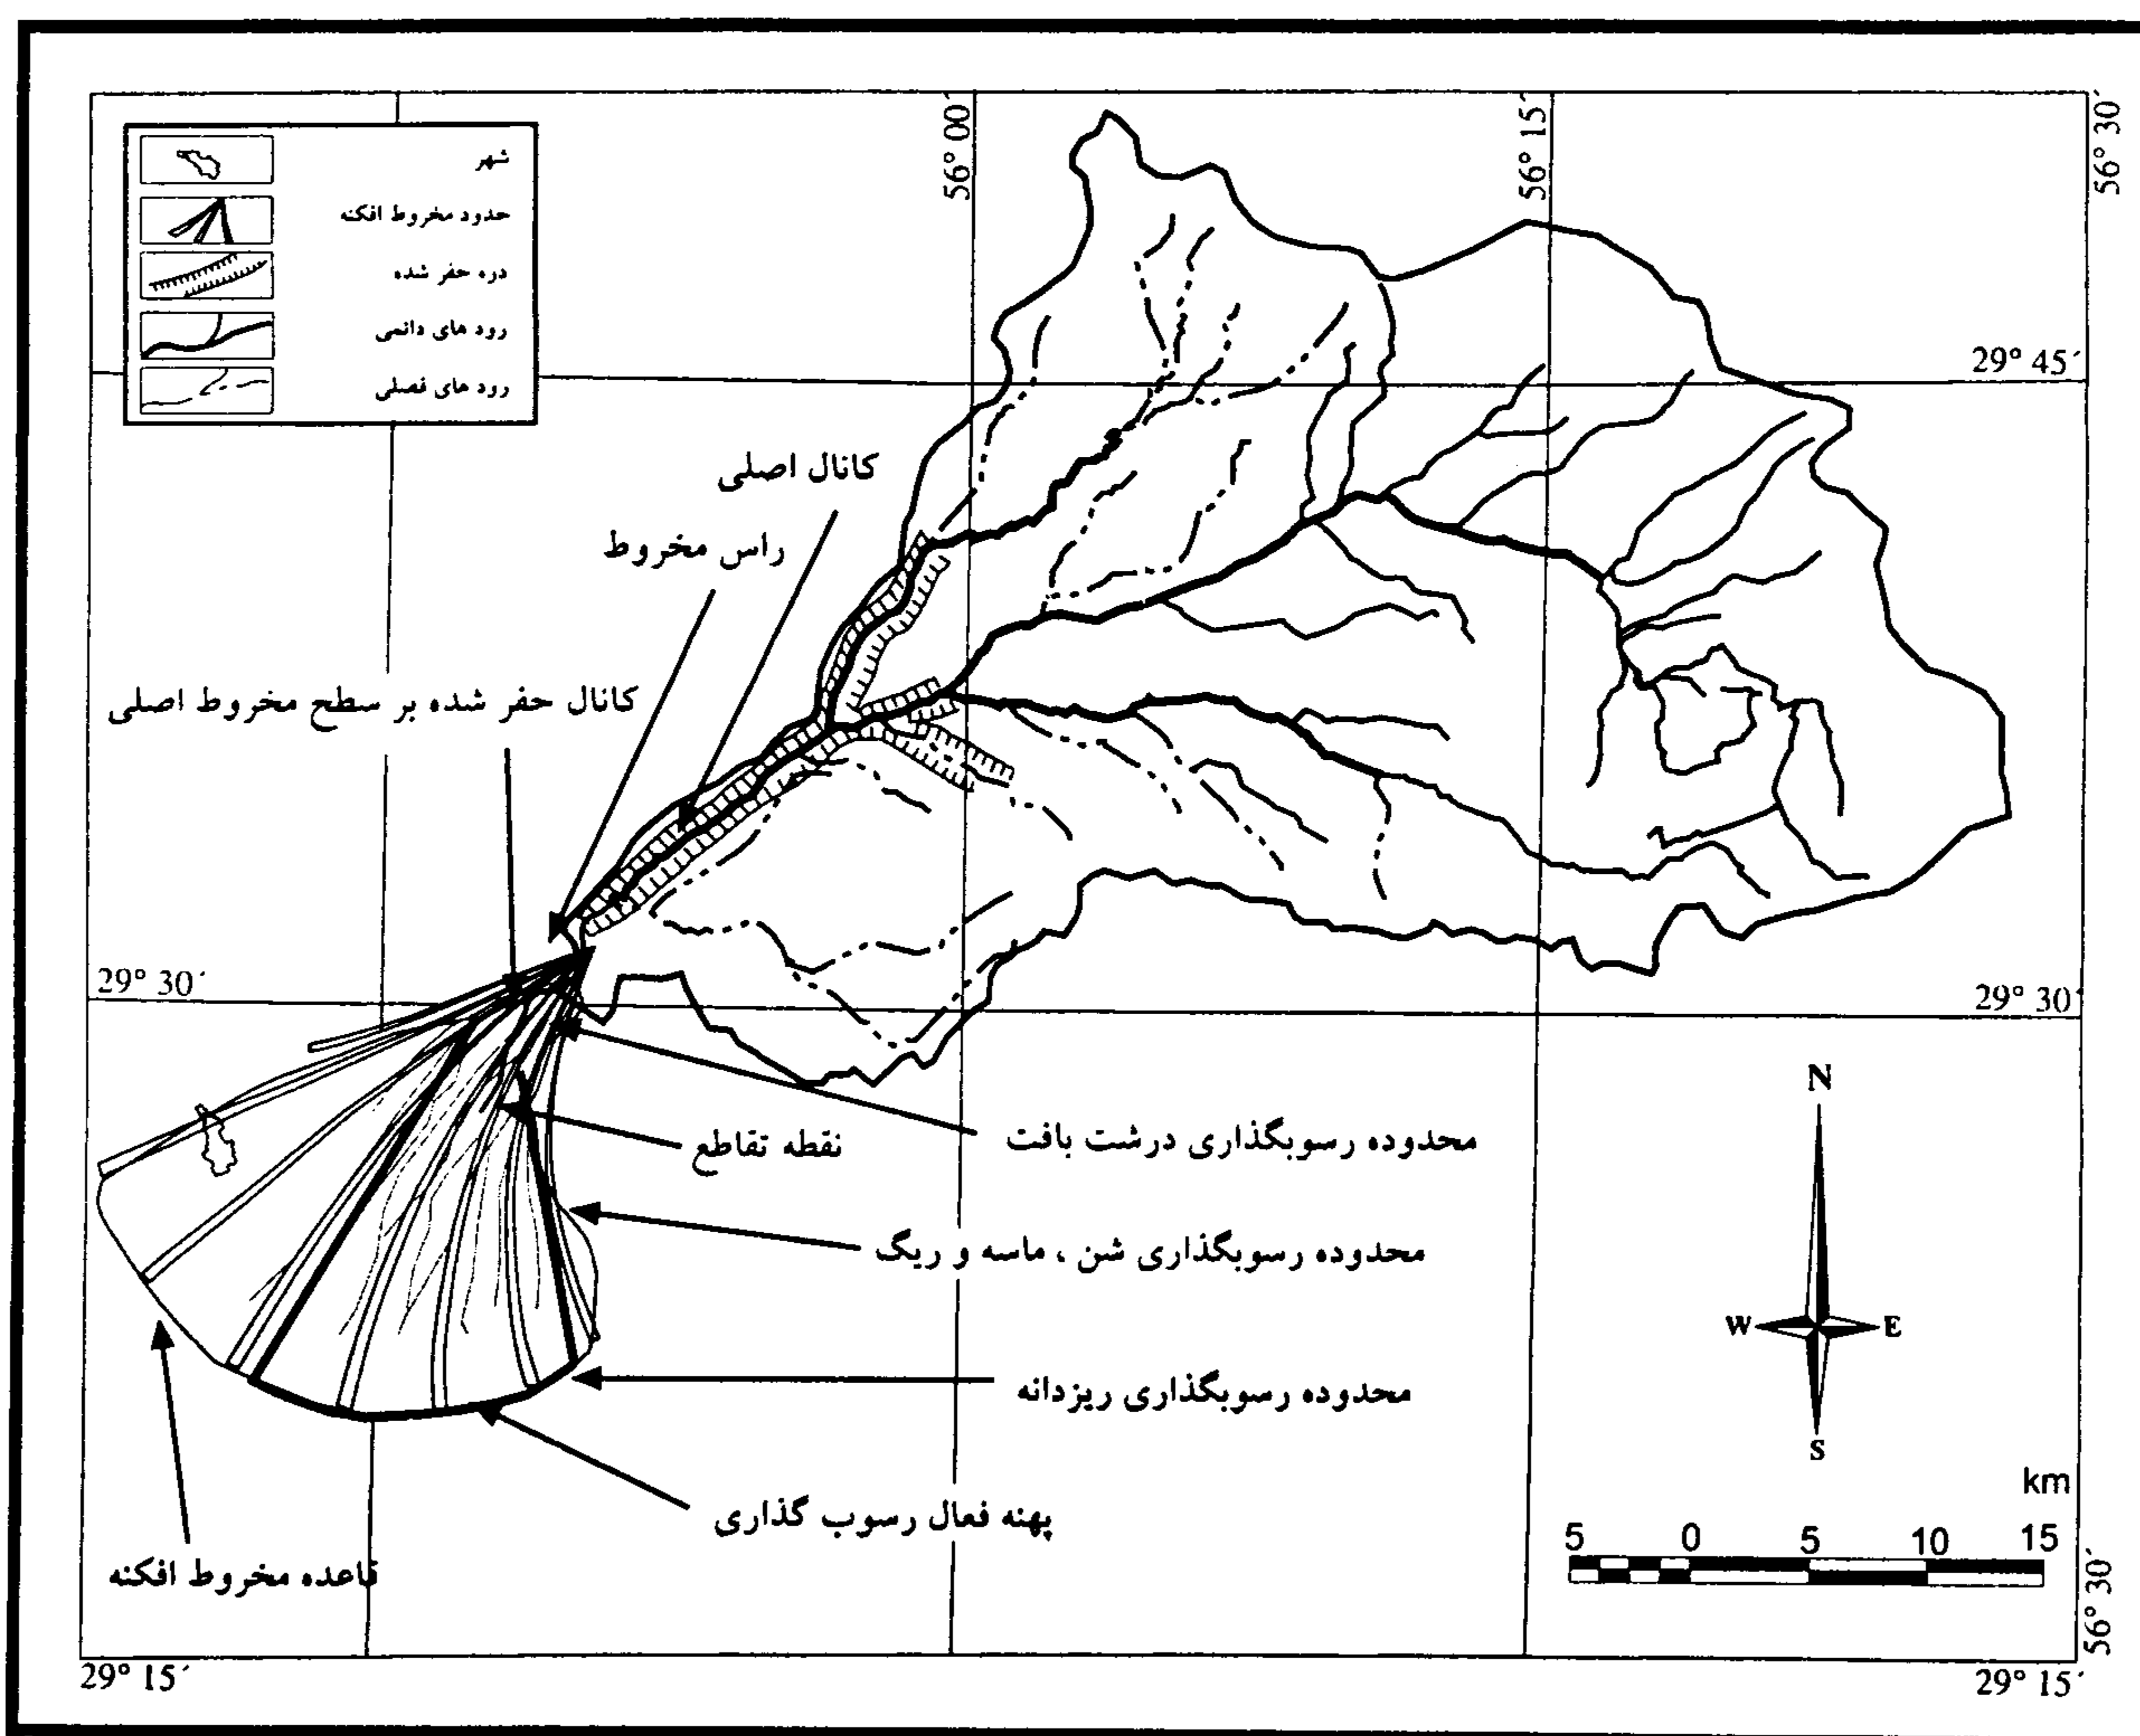 56° 00´
56° 15´
56° 30´
شهر
حدود مخروط افکنه
دره حفر شده
رود های دائمی
رود های فصلی
29° 45´
کانال اصلی
راس مخروط
کانال حفر شده بر سطح مخروط اصلی
29° 30´
29° 30´
N
نقطه تقاطع
محدوده رسوبگذاری درشت بافت
محدوده رسوبگذاری شن ، ماسه و ریگ
W
E
محدوده رسوبگذاری ریزدانه
S
km
پهنه فعال رسوب گذاری
5 0 5 10 15
قاعده مخروط افکنه
56° 30´
29° 15´
29° 15´